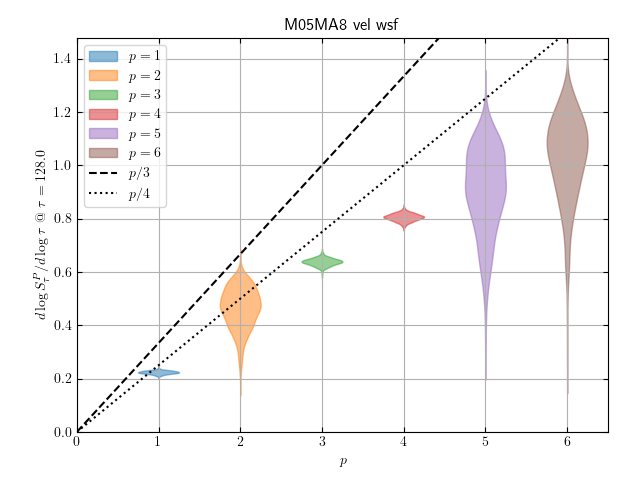 M05MA8 vel wsf
d log S_τ^P / d log τ @ τ = 128.0
1.4
1.2
1.0
0.8
0.6
0.4
0.2
0.0
p = 1
p = 2
p = 3
p = 4
p = 5
p = 6
p/3
p/4
0 1 2 3 4 5 6
p